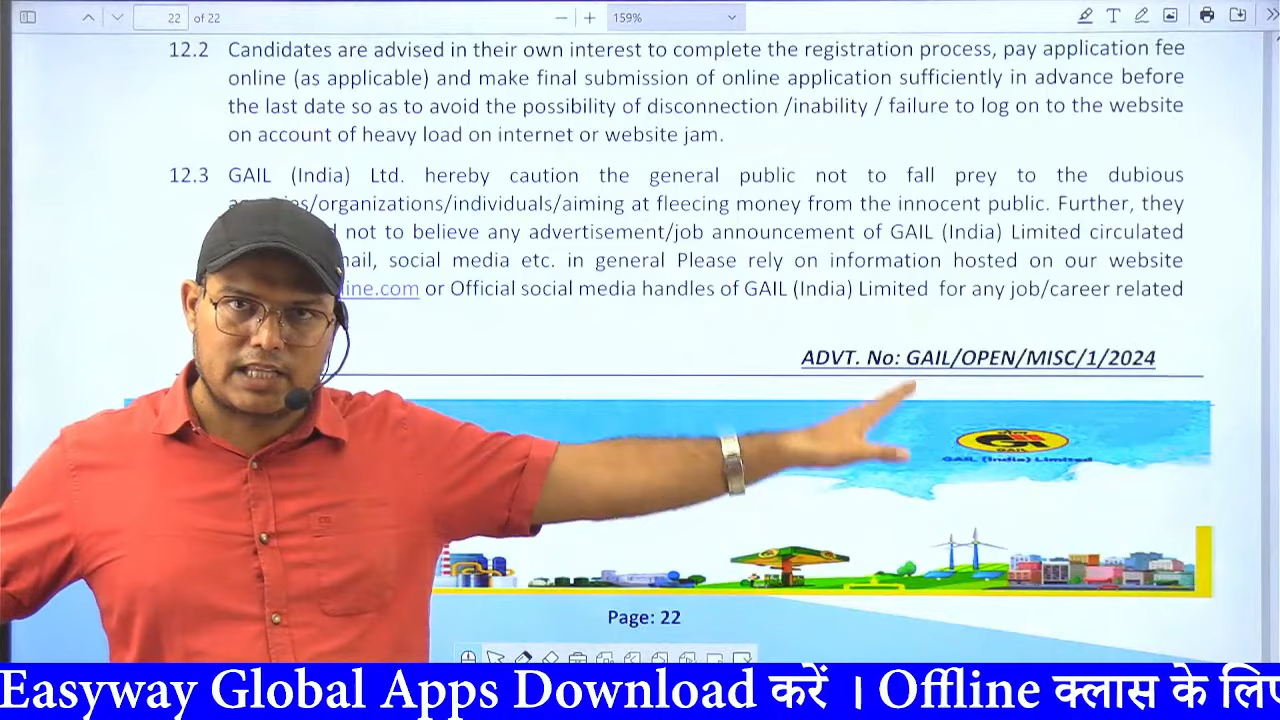 22 of 22
159%
12.2 Candidates are advised in their own interest to complete the registration process, pay application fee
online (as applicable) and make final submission of online application sufficiently in advance before
the last date so as to avoid the possibility of disconnection /inability / failure to log on to the website
on account of heavy load on internet or website jam.
12.3 GAIL (India) Ltd. hereby caution the general public not to fall prey to the dubious
/organizations/individuals/aiming at fleecing money from the innocent public. Further, they
not to believe any advertisement/job announcement of GAIL (India) Limited circulated
social media etc. in general Please rely on information hosted on our website
line.com or Official social media handles of GAIL (India) Limited for any job/career related
ADVT. No: GAIL/OPEN/MISC/1/2024
GAIL
GAIL (India) Limited
Page: 22
Easyway Global Apps Download करें । Offline क्लास के लिए